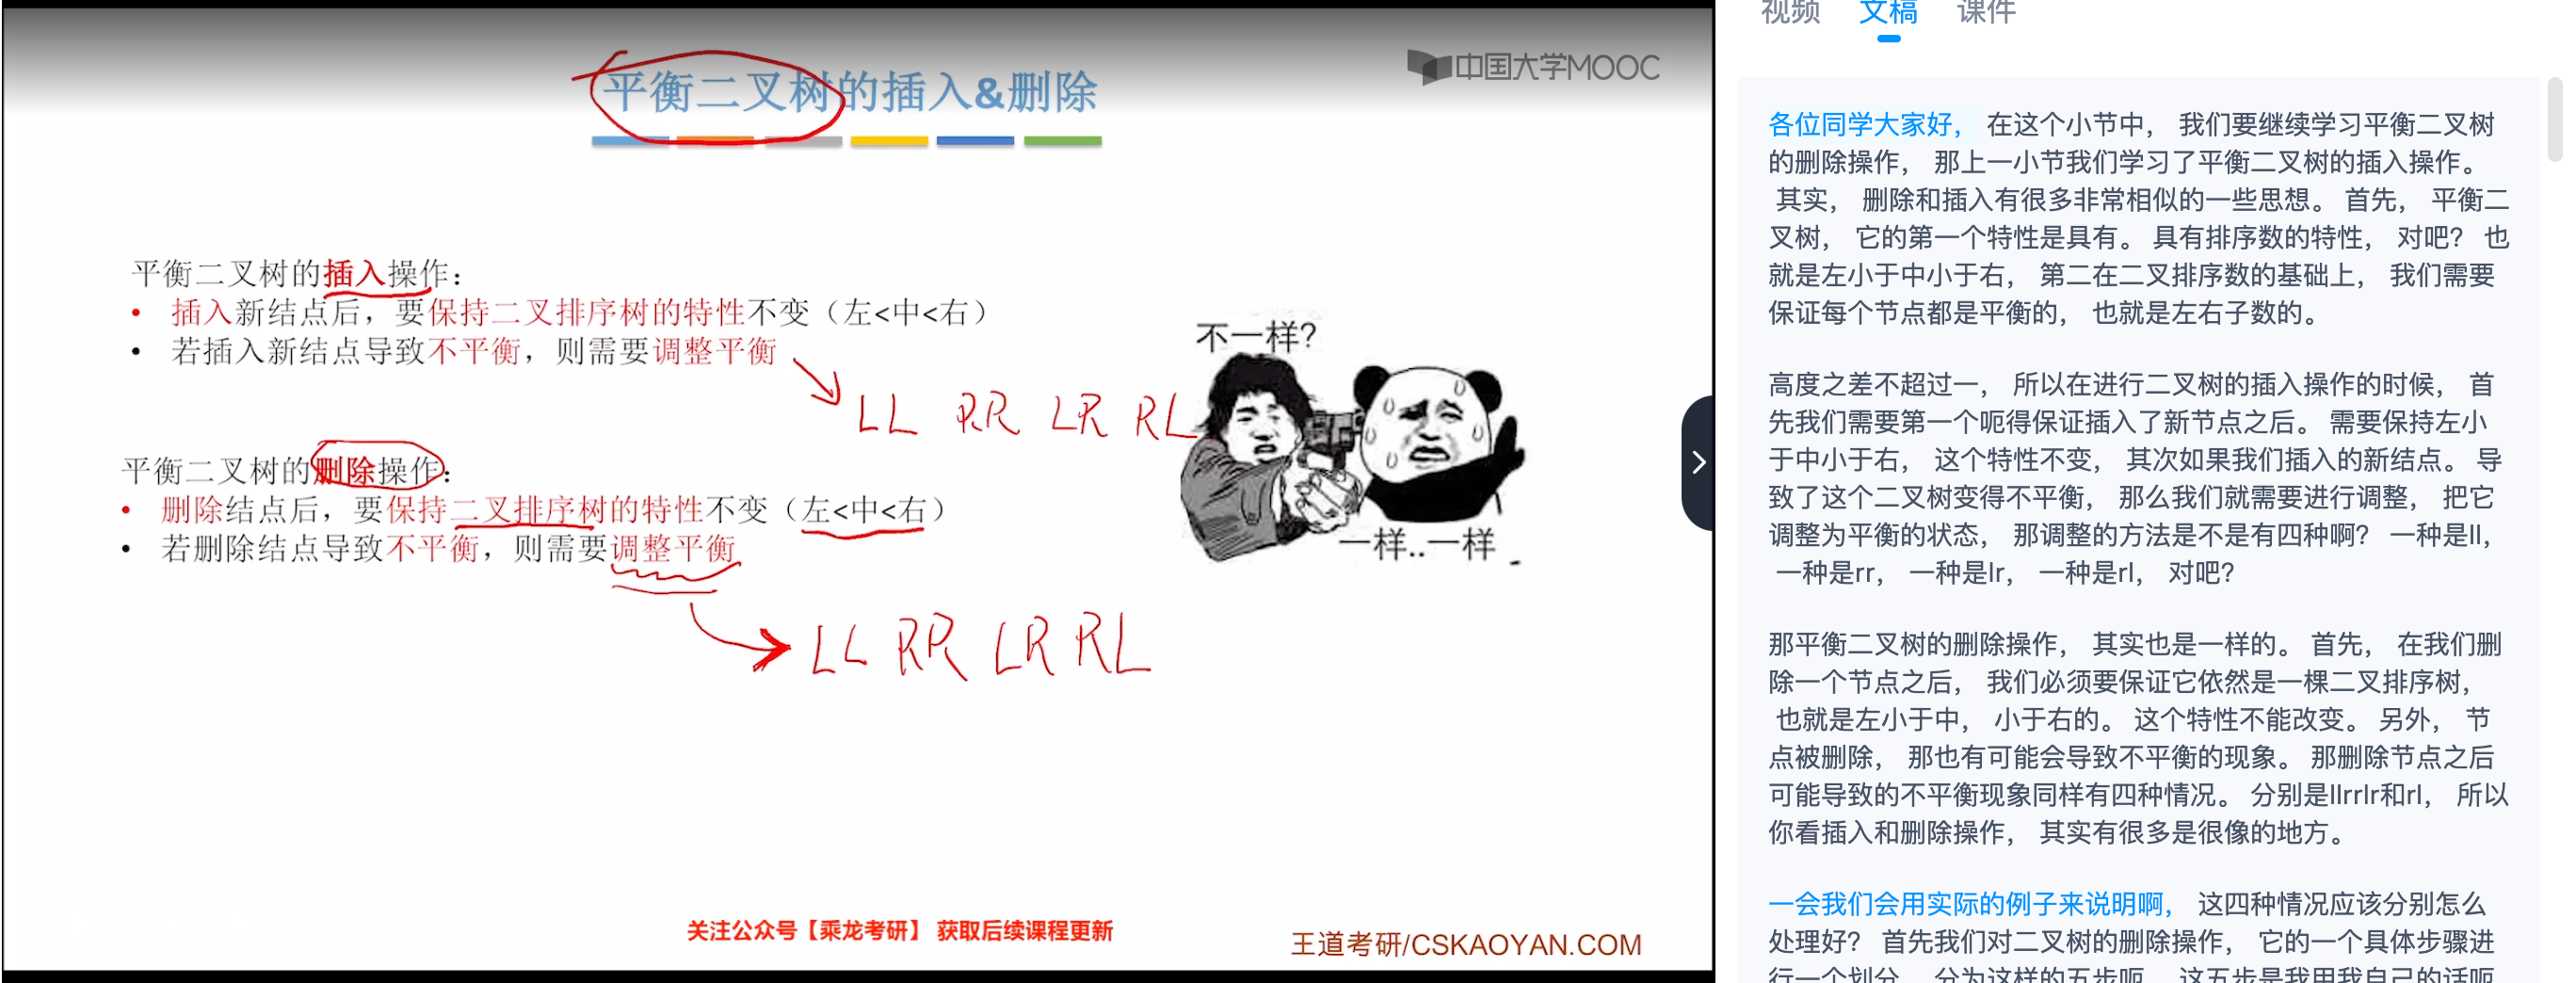 平衡二叉树的插入&删除
中国大学MOOC
平衡二叉树的插入操作：
• 插入新结点后，要保持二叉排序树的特性不变（左<中<右）
• 若插入新结点导致不平衡，则需要调整平衡
LL RR LR RL
不一样?
一样..一样
平衡二叉树的删除操作：
• 删除结点后，要保持二叉排序树的特性不变（左<中<右）
• 若删除结点导致不平衡，则需要调整平衡
LL RR LR RL
关注公众号【乘龙考研】 获取后续课程更新
王道考研/CSKAOYAN.COM
视频 文稿 课件
各位同学大家好， 在这个小节中， 我们要继续学习平衡二叉树
的删除操作， 那上一小节我们学习了平衡二叉树的插入操作。
其实， 删除和插入有很多非常相似的一些思想。 首先， 平衡二
叉树， 它的第一个特性是具有。 具有排序数的特性， 对吧？ 也
就是左小于中小于右， 第二在二叉排序数的基础上， 我们需要
保证每个节点都是平衡的， 也就是左右子数的。
高度之差不超过一， 所以在进行二叉树的插入操作的时候， 首
先我们需要第一个呃得保证插入了新节点之后。 需要保持左小
于中小于右， 这个特性不变， 其次如果我们插入的新结点。 导
致了这个二叉树变得不平衡， 那么我们就需要进行调整， 把它
调整为平衡的状态， 那调整的方法是不是有四种啊？ 一种是ll，
一种是rr， 一种是lr， 一种是rl， 对吧？
那平衡二叉树的删除操作， 其实也是一样的。 首先， 在我们删
除一个节点之后， 我们必须要保证它依然是一棵二叉排序树，
也就是左小于中， 小于右的。 这个特性不能改变。 另外， 节
点被删除， 那也有可能会导致不平衡的现象。 那删除节点之后
可能导致的不平衡现象同样有四种情况。 分别是llrrlr和rl， 所以
你看插入和删除操作， 其实有很多是很像的地方。
一会我们会用实际的例子来说明啊， 这四种情况应该分别怎么
处理好？ 首先我们对二叉树的删除操作， 它的一个具体步骤进
行一个划分， 分为这样的五步呃， 这五步是我用我自己的话呃